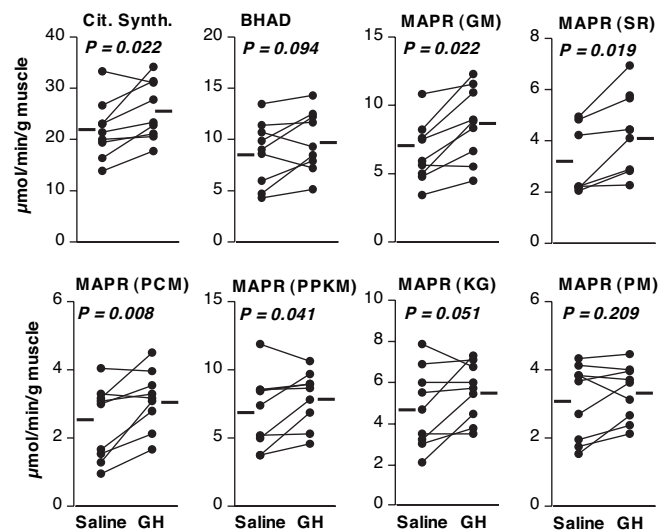 Cit. Synth. BHAD MAPR (GM) MAPR (SR)
P = 0.022 P = 0.094 P = 0.022 P = 0.019
40 20 15 8
30 15 10 6
20 10 5 4
10 5 2
0 0 0 0
µmol/min/g muscle
MAPR (PCM) MAPR (PPKM) MAPR (KG) MAPR (PM)
P = 0.008 P = 0.041 P = 0.051 P = 0.209
6 15 10 6
4 10 8 4
2 5 6 2
0 0 4 0
2
0
µmol/min/g muscle
Saline GH Saline GH Saline GH Saline GH